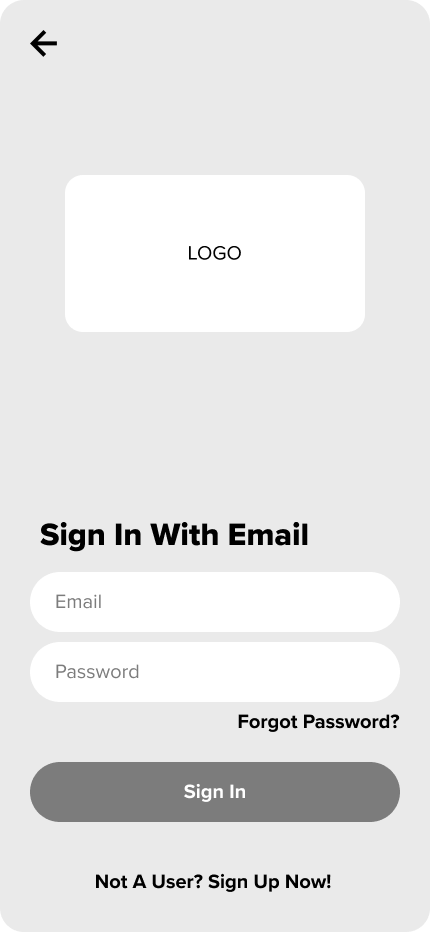 LOGO
Sign In With Email
Email
Password
Forgot Password?
Sign In
Not A User? Sign Up Now!